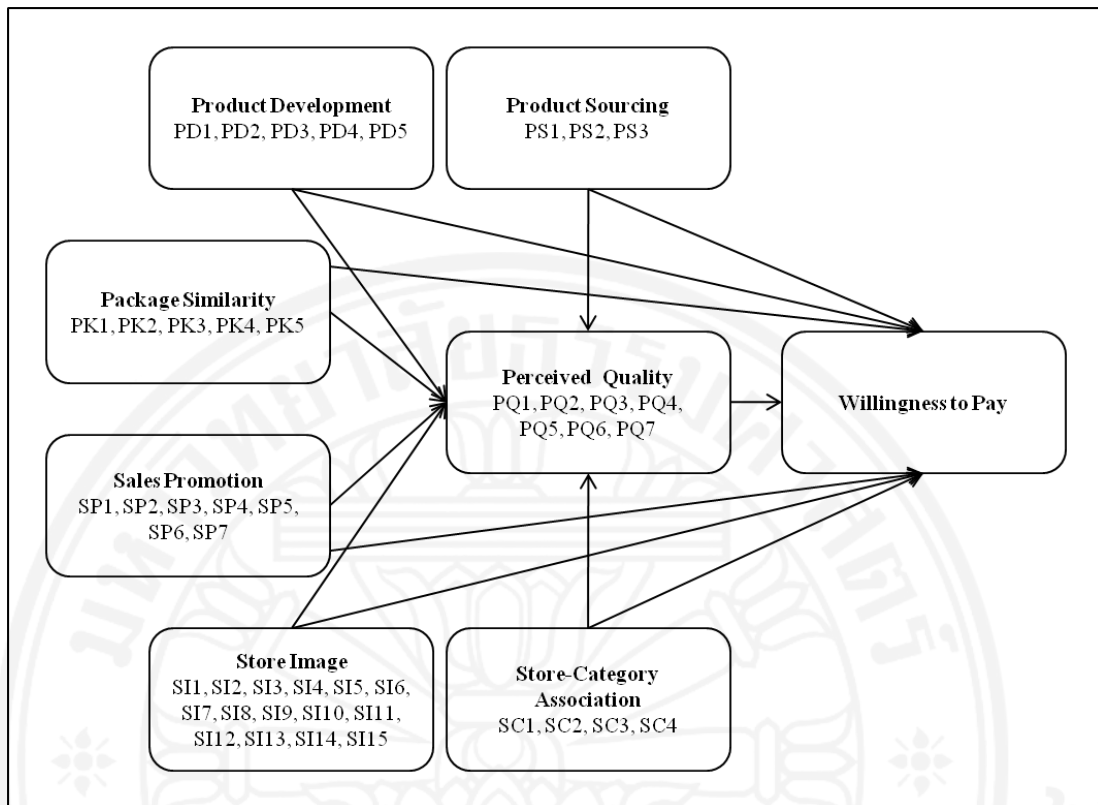 Product Development
PD1, PD2, PD3, PD4, PD5
Product Sourcing
PS1, PS2, PS3
Package Similarity
PK1, PK2, PK3, PK4, PK5
Perceived Quality
PQ1, PQ2, PQ3, PQ4,
PQ5, PQ6, PQ7
Willingness to Pay
Sales Promotion
SP1, SP2, SP3, SP4, SP5,
SP6, SP7
Store Image
SI1, SI2, SI3, SI4, SI5, SI6,
SI7, SI8, SI9, SI10, SI11,
SI12, SI13, SI14, SI15
Store-Category
Association
SC1, SC2, SC3, SC4